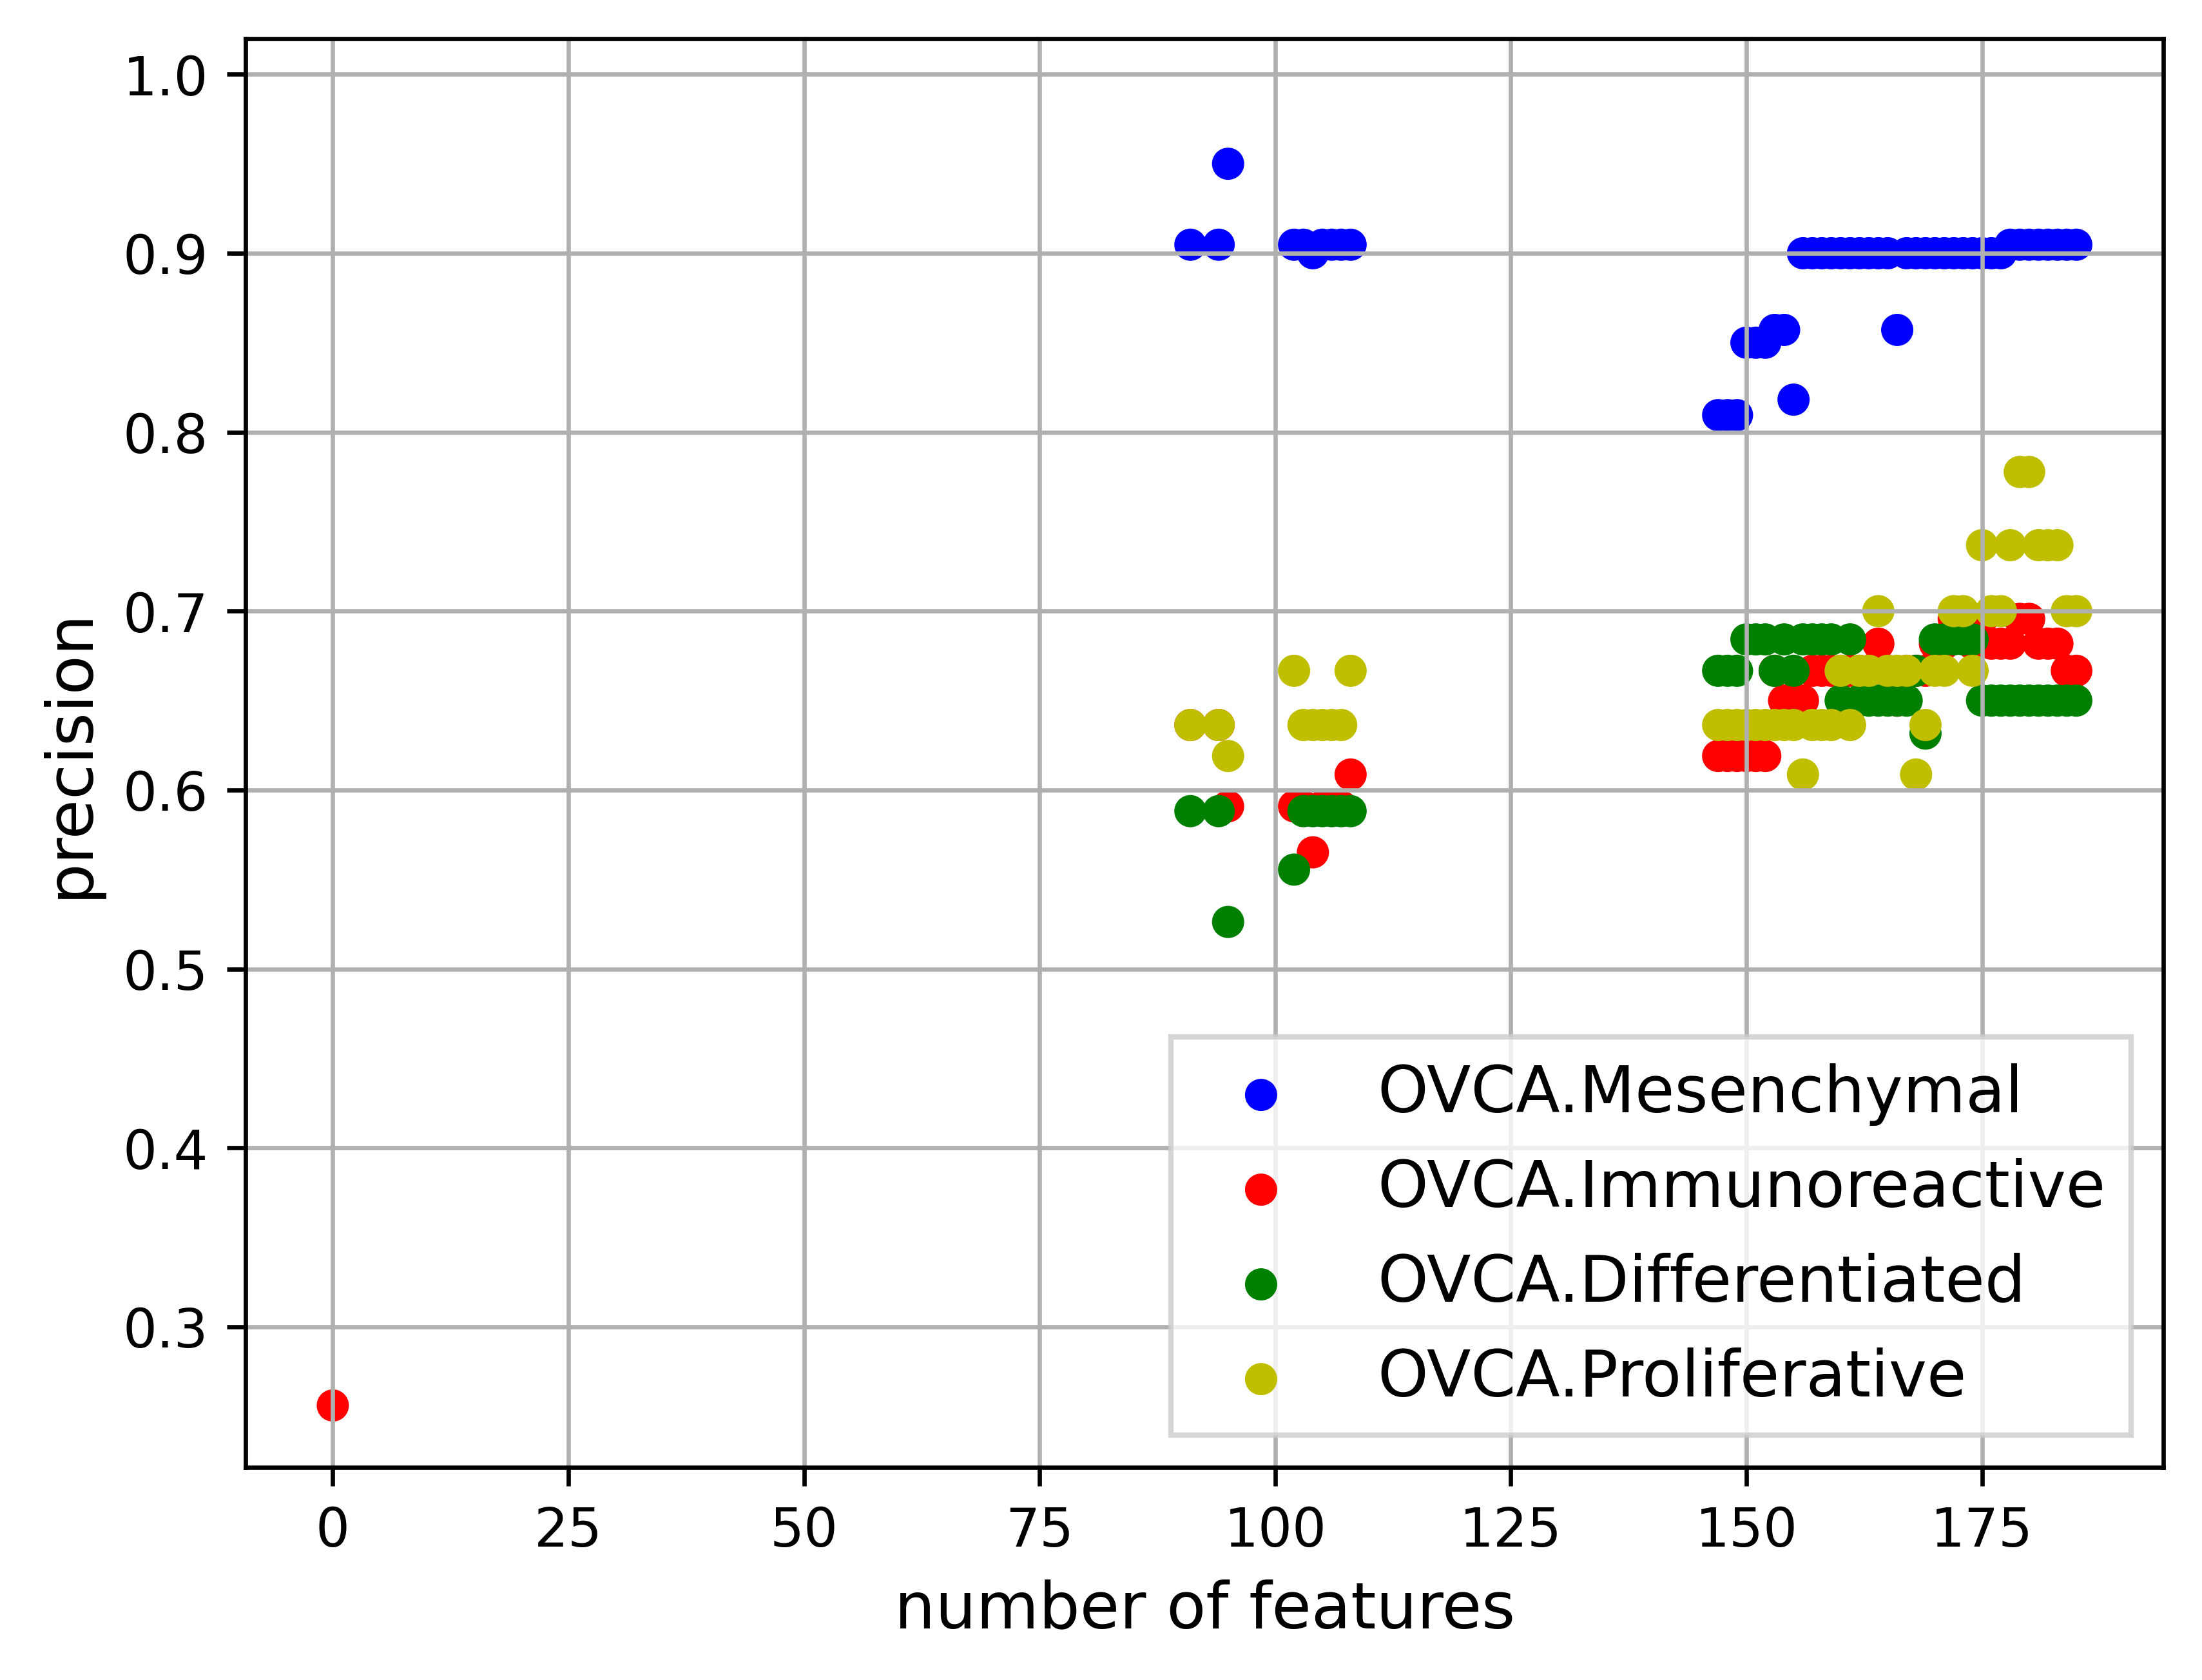 1.0
0.9
0.8
0.7
0.6
0.5
0.4
0.3
precision
OVCA.Mesenchymal
OVCA.Immunoreactive
OVCA.Differentiated
OVCA.Proliferative
0 25 50 75 100 125 150 175
number of features